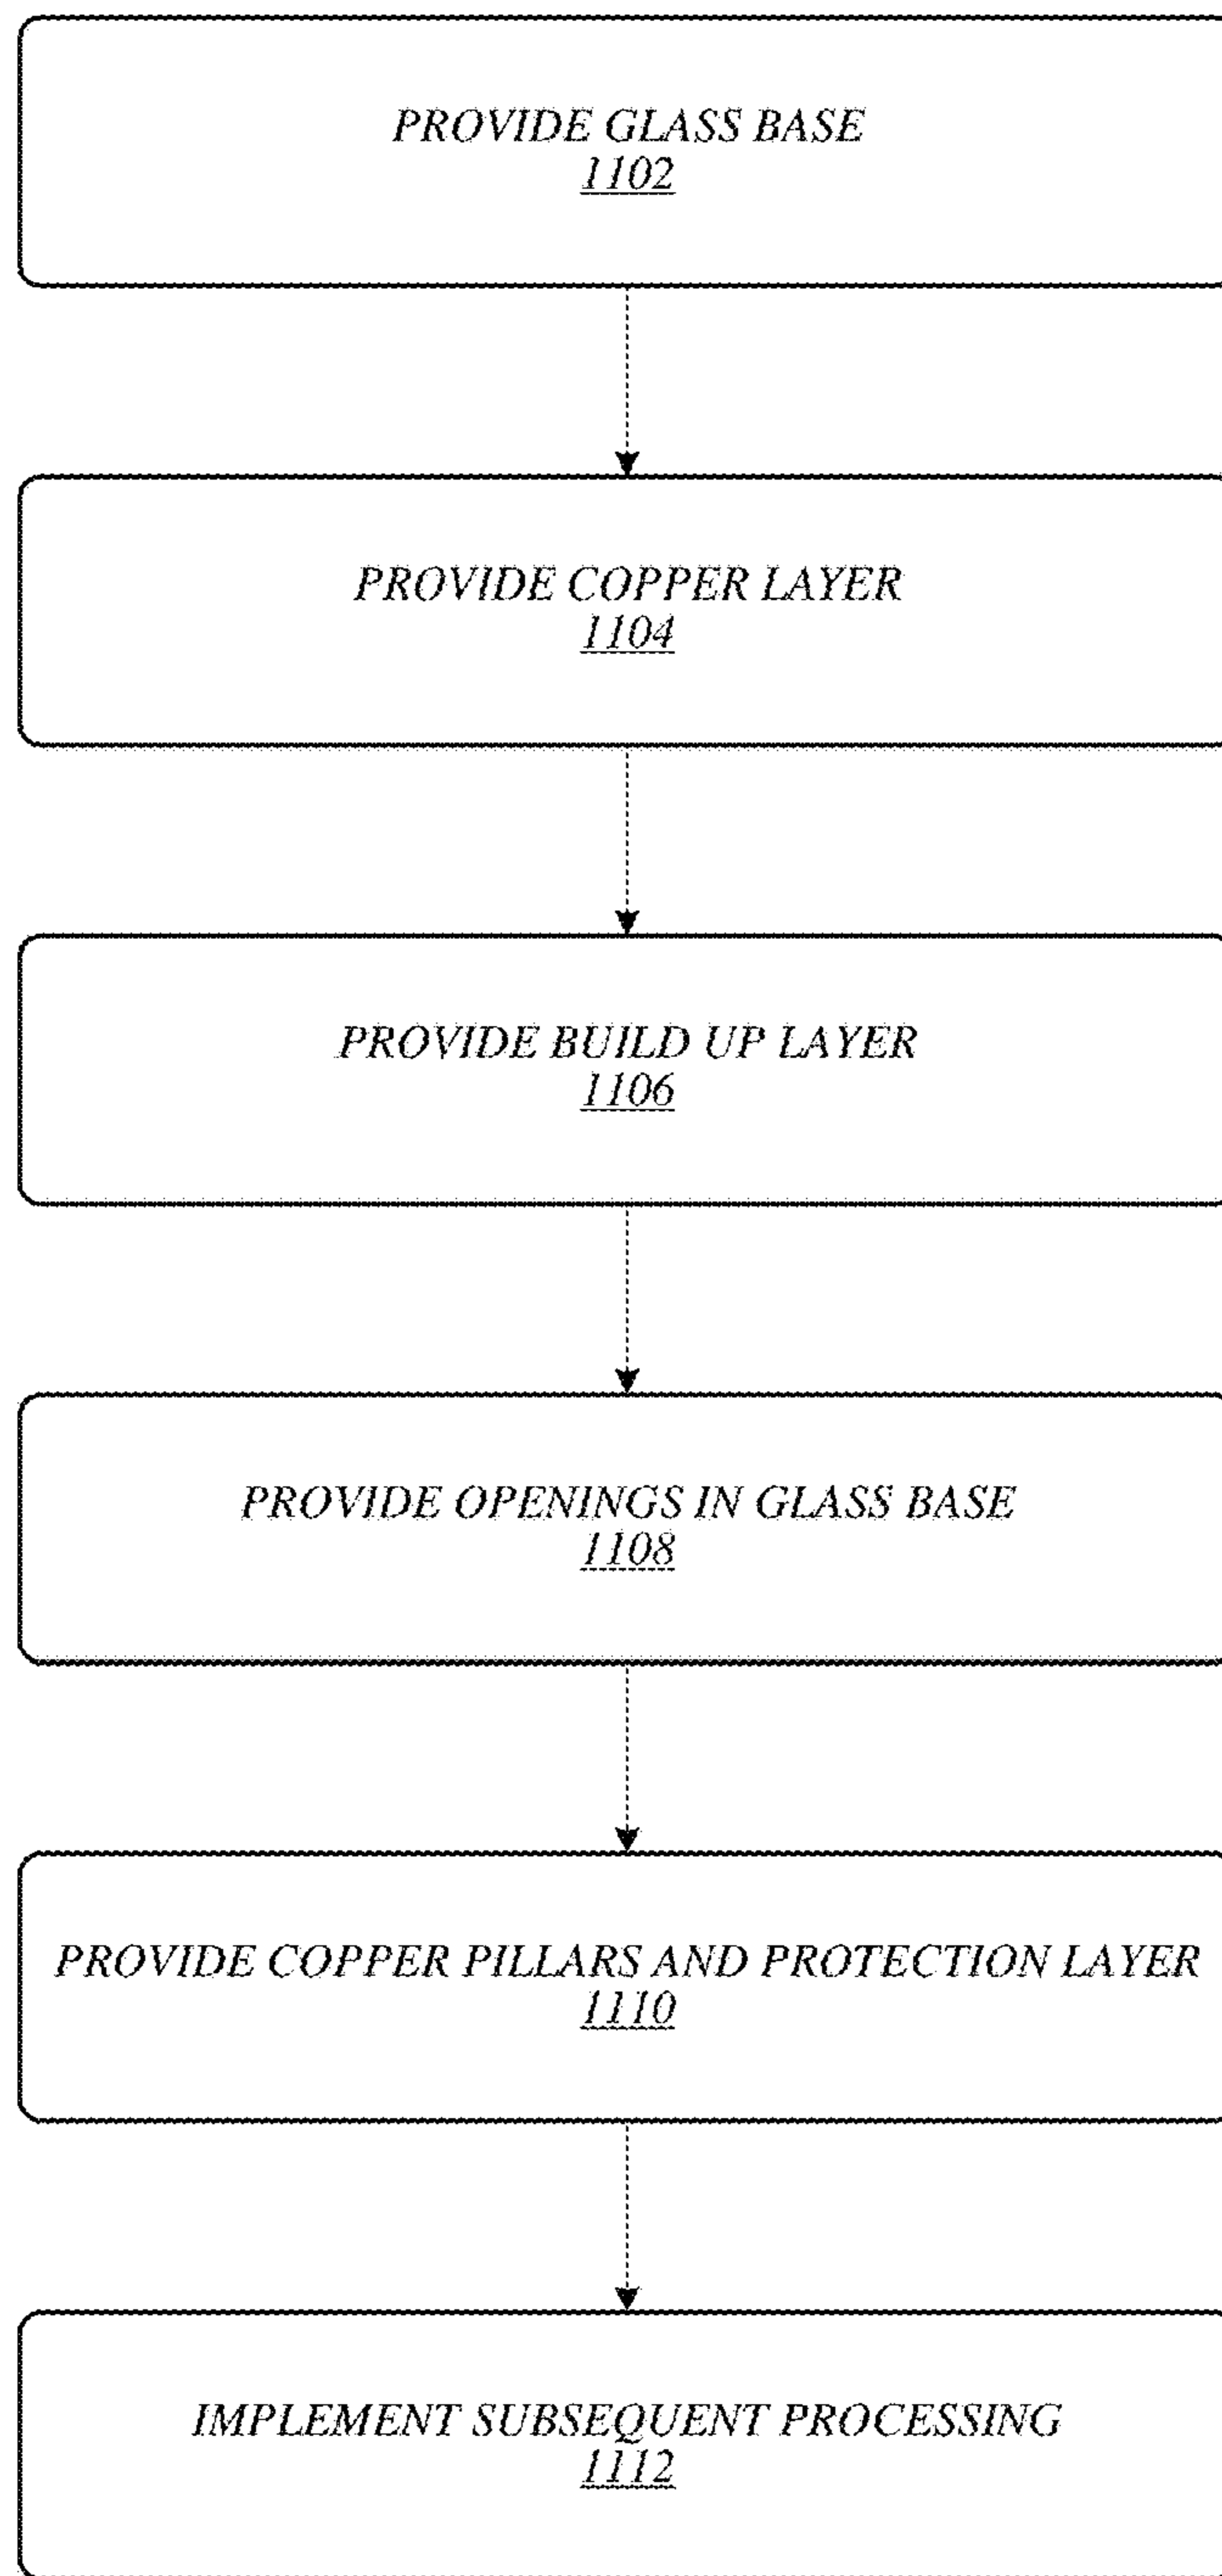 PROVIDE GLASS BASE
1102
PROVIDE COPPER LAYER
1104
PROVIDE BUILD UP LAYER
1106
PROVIDE OPENINGS IN GLASS BASE
1108
PROVIDE COPPER PILLARS AND PROTECTION LAYER
1110
IMPLEMENT SUBSEQUENT PROCESSING
1112